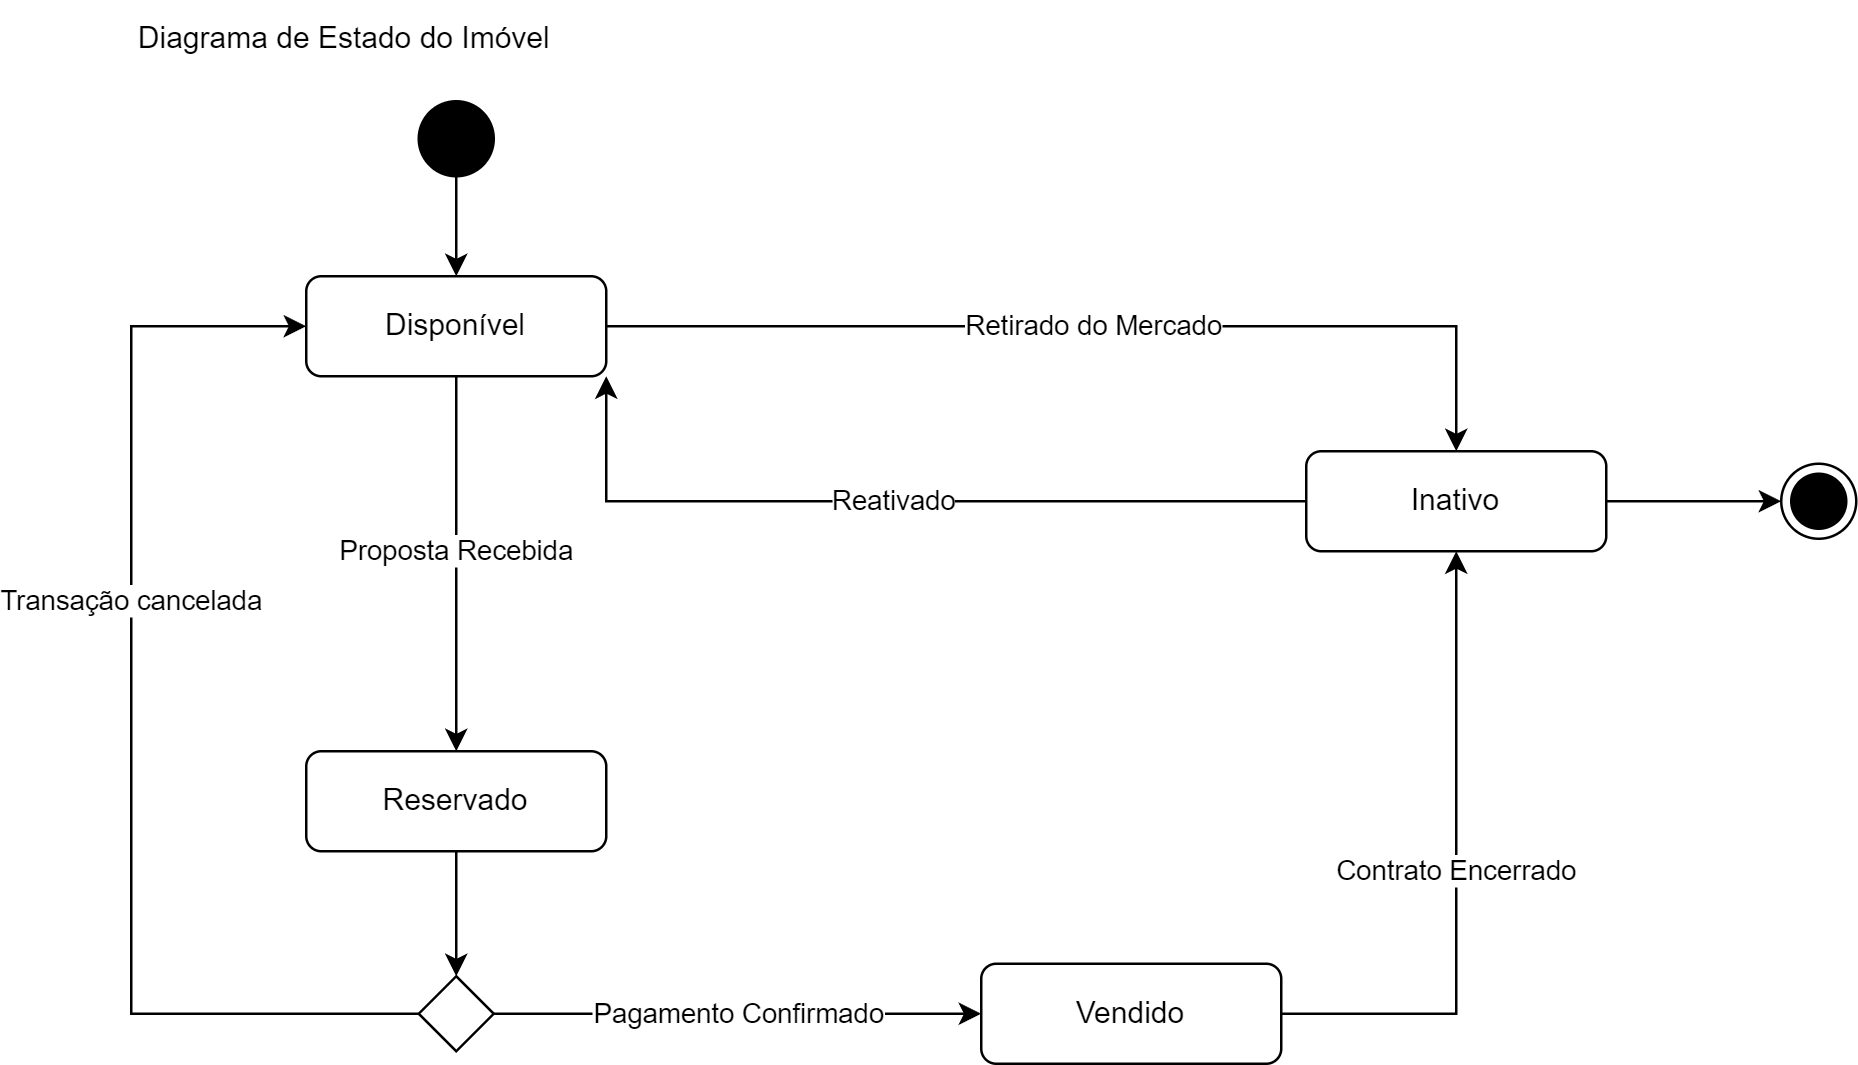 Diagrama de Estado do Imóvel
Disponível
Retirado do Mercado
Reativado
Inativo
Proposta Recebida
Transação cancelada
Reservado
Contrato Encerrado
Pagamento Confirmado
Vendido